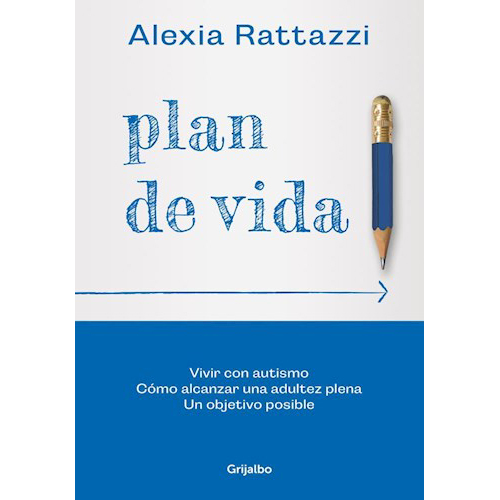 Alexia Rattazzi
plan
de vida
Vivir con autismo
Cómo alcanzar una adultez plena
Un objetivo posible
Grijalbo